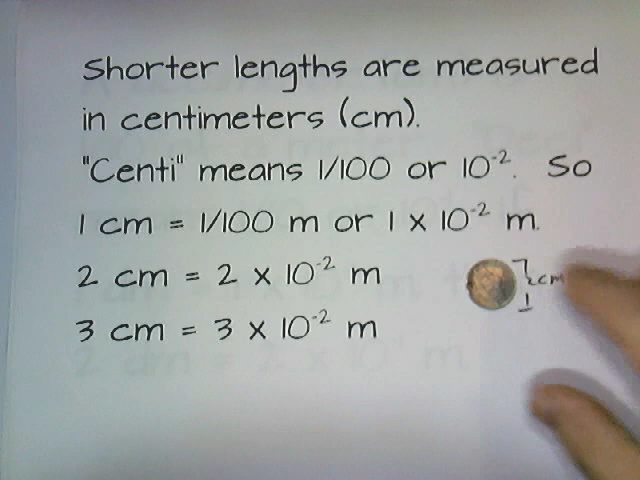 Shorter lengths are measured
in centimeters (cm).
"Centi" means 1/100 or 10⁻². So
1 cm = 1/100 m or 1 x 10⁻² m.
2 cm = 2 x 10⁻² m
3 cm = 3 x 10⁻² m